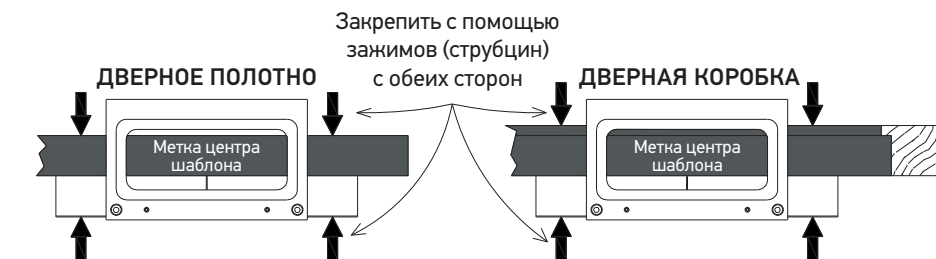 Закрепить с помощью
зажимов (струбцин)
с обеих сторон
ДВЕРНОЕ ПОЛОТНО
ДВЕРНАЯ КОРОБКА
Метка центра
шаблона
Метка центра
шаблона